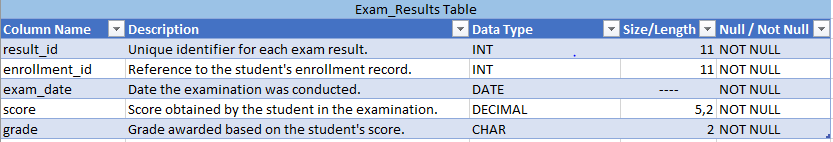 Exam_Results Table
Column Name Description Data Type Size/Length Null / Not Null
result_id Unique identifier for each exam result. INT 11 NOT NULL
enrollment_id Reference to the student's enrollment record. INT 11 NOT NULL
exam_date Date the examination was conducted. DATE ---- NOT NULL
score Score obtained by the student in the examination. DECIMAL 5,2 NOT NULL
grade Grade awarded based on the student's score. CHAR 2 NOT NULL